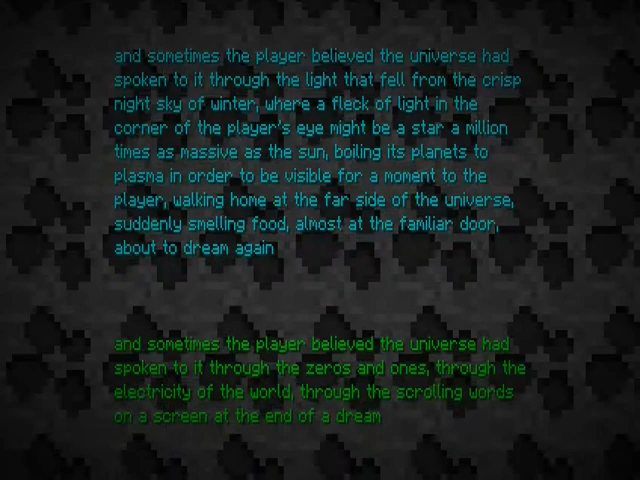 and sometimes the player believed the universe had
spoken to it through the light that fell from the crisp
night sky of winter, where a fleck of light in the
corner of the player's eye might be a star a million
times as massive as the sun, boiling its planets to
plasma in order to be visible for a moment to the
player, walking home at the far side of the universe,
suddenly smelling food, almost at the familiar door,
about to dream again
and sometimes the player believed the universe had
spoken to it through the zeros and ones, through the
electricity of the world, through the scrolling words
on a screen at the end of a dream